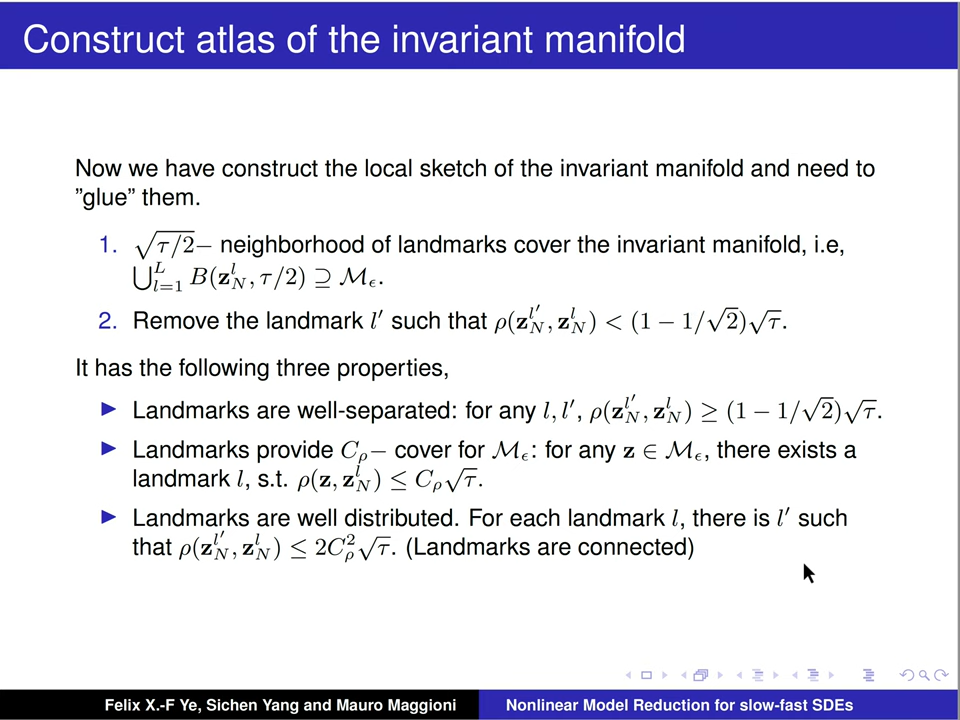 Construct atlas of the invariant manifold
Now we have construct the local sketch of the invariant manifold and need to
”glue” them.
1. √τ/2− neighborhood of landmarks cover the invariant manifold, i.e,
⋃_{l=1}^{L} B(z_N^l, τ/2) ⊇ M_ϵ.
2. Remove the landmark l′ such that ρ(z_N^{l′}, z_N^l) < (1 − 1/√2)√τ.
It has the following three properties,
▶ Landmarks are well-separated: for any l, l′, ρ(z_N^{l′}, z_N^l) ≥ (1 − 1/√2)√τ.
▶ Landmarks provide C_ρ− cover for M_ϵ: for any z ∈ M_ϵ, there exists a
landmark l, s.t. ρ(z, z_N^l) ≤ C_ρ√τ.
▶ Landmarks are well distributed. For each landmark l, there is l′ such
that ρ(z_N^{l′}, z_N^l) ≤ 2C_ρ^2√τ. (Landmarks are connected)
Felix X.-F Ye, Sichen Yang and Mauro Maggioni
Nonlinear Model Reduction for slow-fast SDEs